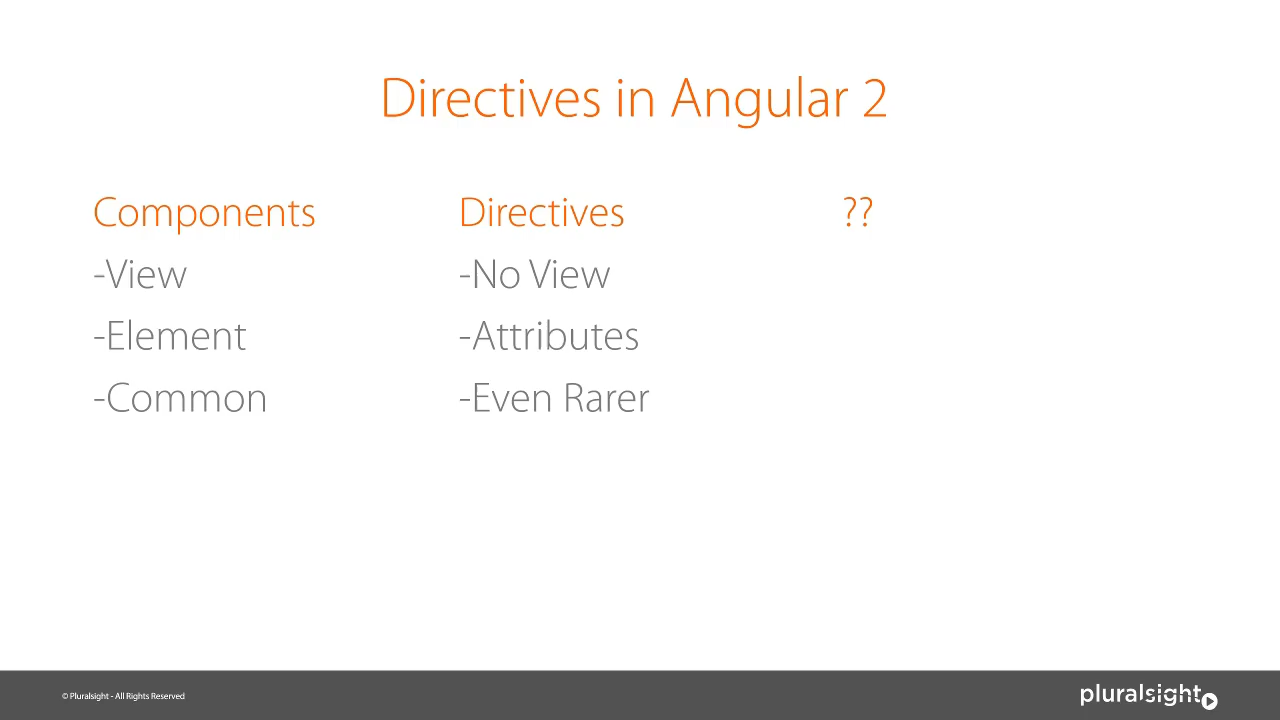 Directives in Angular 2
Components
-View
-Element
-Common
Directives
-No View
-Attributes
-Even Rarer
??
© Pluralsight - All Rights Reserved
pluralsight